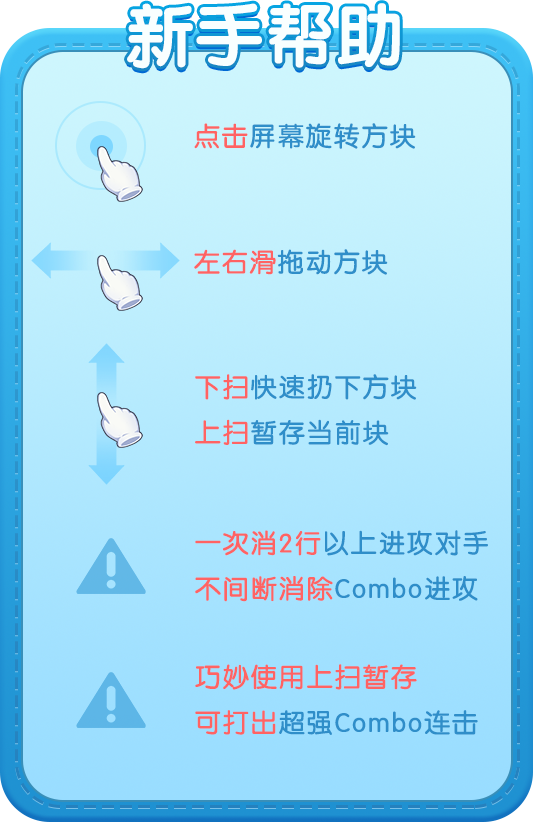 新手帮助
点击屏幕旋转方块
左右滑拖动方块
下扫快速扔下方块
上扫暂存当前块
一次消2行以上进攻对手
不间断消除Combo进攻
巧妙使用上扫暂存
可打出超强Combo连击